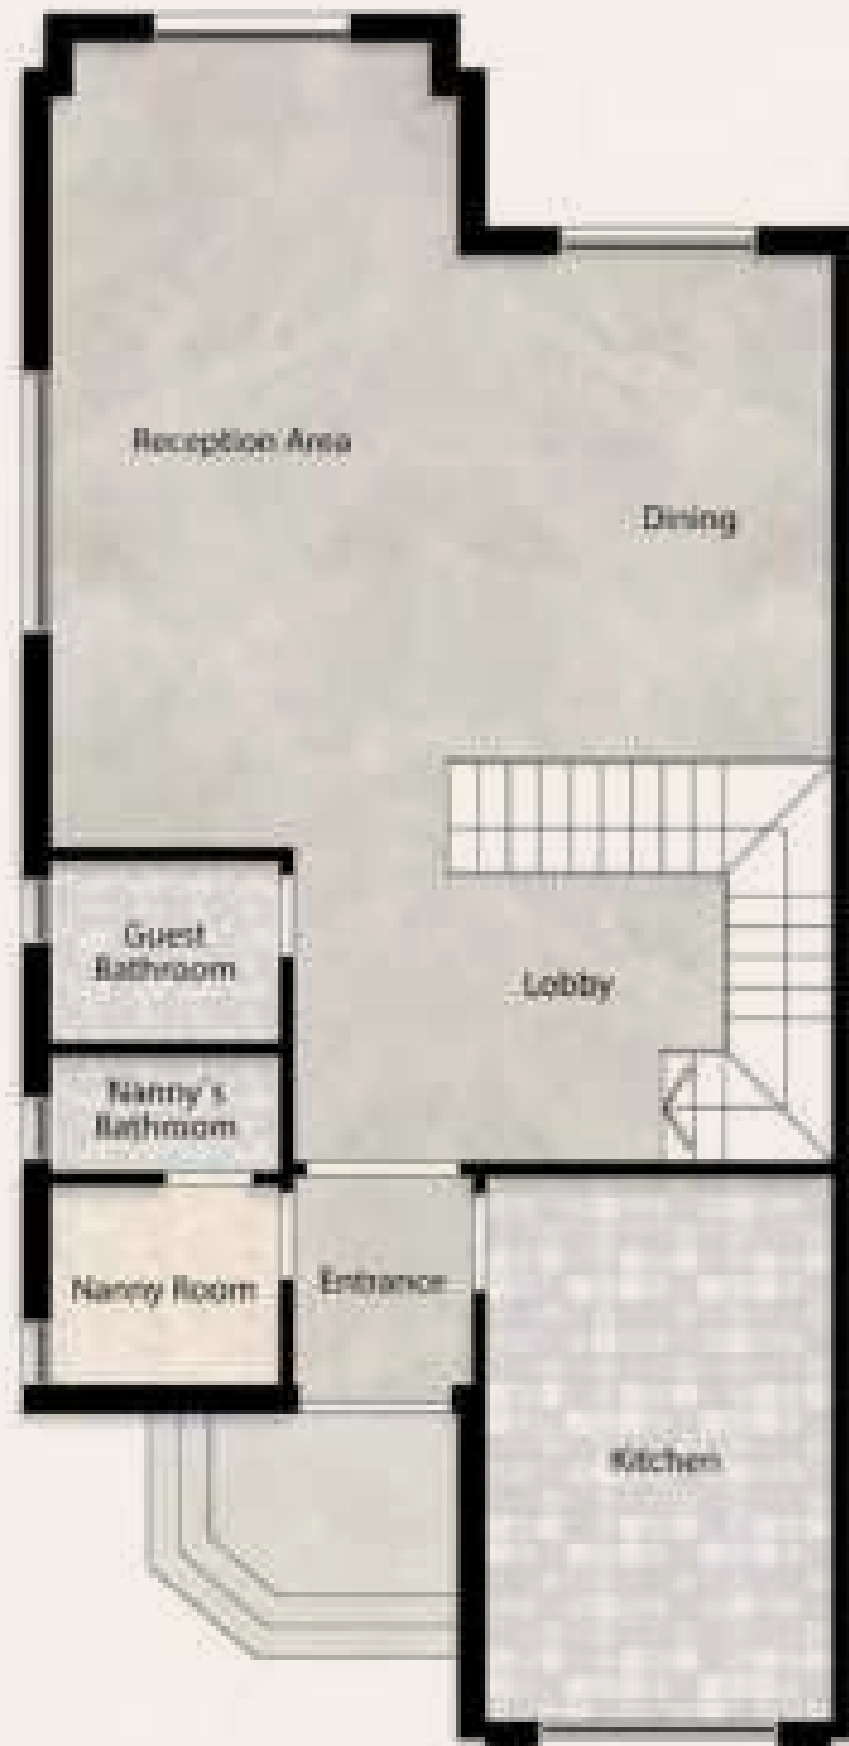 Reception Area
Dining
Guest
Bathroom
Lobby
Nanny's
Bathroom
Nanny Room
Entrance
Kitchen